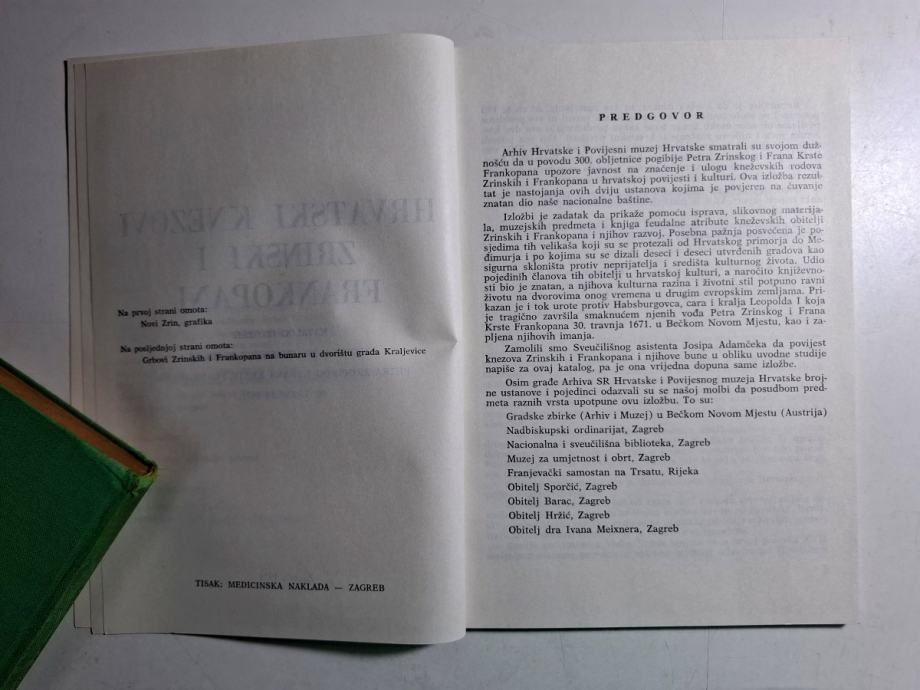 Na prvoj strani omota:
Novi Zrin, grafika
Na posljednjoj strani omota:
Grbovi Zrinskih i Frankopana na bunaru u dvorištu grada Kraljevice
TISAK: MEDICINSKA NAKLADA — ZAGREB
PREDGOVOR
Arhiv Hrvatske i Povijesni muzej Hrvatske smatrali su svojom duž-
nošću da u povodu 300. obljetnice pogibije Petra Zrinskog i Frana Krste
Frankopana upozore javnost na značenje i ulogu kneževskih rodova
Zrinskih i Frankopana u hrvatskoj povijesti i kulturi. Ova izložba rezul-
tat je nastojanja ovih dviju ustanova kojima je povjeren na čuvanje
znatan dio naše nacionalne baštine.
Izložbi je zadatak da prikaže pomoću isprava, slikovnog materija-
la, muzejskih predmeta i knjiga feudalne atribute kneževskih obitelji
Zrinskih i Frankopana i njihov razvoj. Posebna pažnja posvećena je po-
sjedima tih velikaša koji su se protezali od Hrvatskog primorja do Me-
đimurja i po kojima su se dizali deseci i deseci utvrđenih gradova kao
sigurna skloništa protiv neprijatelja i središta kulturnog života. Udio
pojedinih članova tih obitelji u hrvatskoj kulturi, a naročito književno-
sti bio je znatan, a njihova kulturna razina i životni stil potpuno ravni
životu na dvorovima onog vremena u drugim evropskim zemljama. Pri-
kazan je i tok urote protiv Habsburgovca, cara i kralja Leopolda I koja
je tragično završila smaknućem njenih vođa Petra Zrinskog i Frana
Krste Frankopana 30. travnja 1671. u Bečkom Novom Mjestu, kao i za-
pljena njihovih imanja.
Zamolili smo Sveučilišnog asistenta Josipa Adamčeka da povijest
knezova Zrinskih i Frankopana i njihove bune u obliku uvodne studije
napiše za ovaj katalog, pa je ona vrijedna dopuna same izložbe.
Osim građe Arhiva SR Hrvatske i Povijesnog muzeja Hrvatske broj-
ne ustanove i pojedinci odazvali su se našoj molbi da posudbom pred-
meta raznih vrsta upotpune ovu izložbu. To su:
Gradske zbirke (Arhiv i Muzej) u Bečkom Novom Mjestu (Austrija)
Nadbiskupski ordinarijat, Zagreb
Nacionalna i sveučilišna biblioteka, Zagreb
Muzej za umjetnost i obrt, Zagreb
Franjevački samostan na Trsatu, Rijeka
Obitelj Sporčić, Zagreb
Obitelj Barac, Zagreb
Obitelj Hržić, Zagreb
Obitelj dra Ivana Meixnera, Zagreb